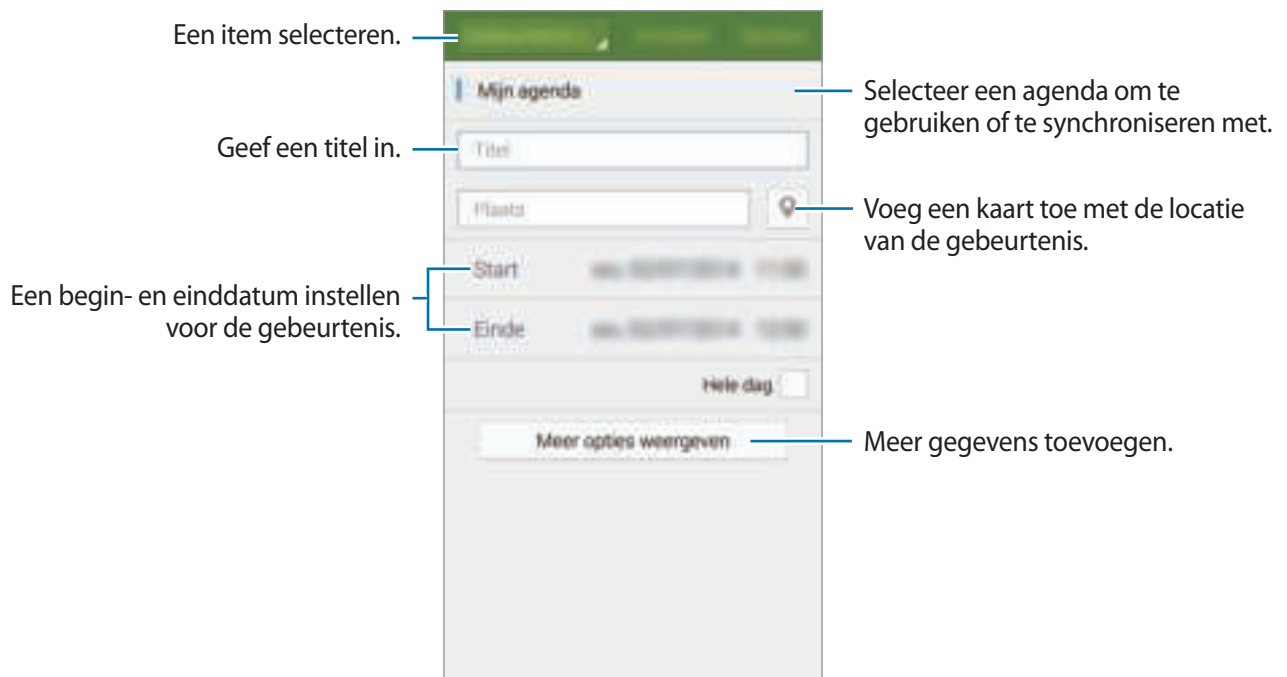 Een item selecteren.
Mijn agenda
Selecteer een agenda om te
gebruiken of te synchroniseren met.
Geef een titel in.
Titel
Plaats
Voeg een kaart toe met de locatie
van de gebeurtenis.
Start
Een begin- en einddatum instellen
voor de gebeurtenis.
Einde
Hele dag
Meer opties weergeven
Meer gegevens toevoegen.